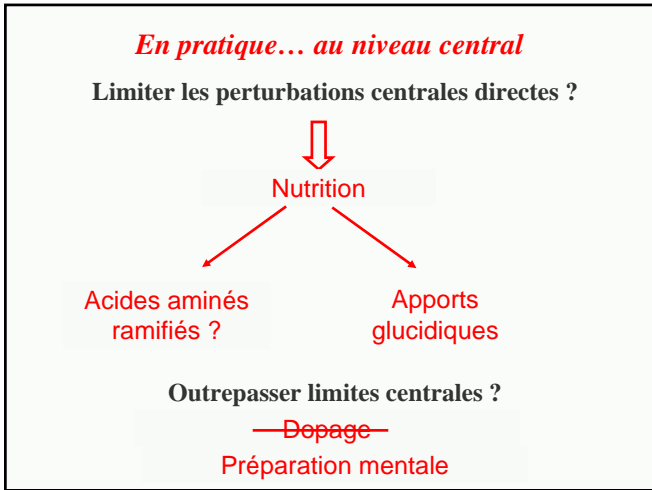 En pratique… au niveau central
Limiter les perturbations centrales directes ?
Nutrition
Acides aminés
ramifiés ?
Apports
glucidiques
Outrepasser limites centrales ?
Dopage
Préparation mentale